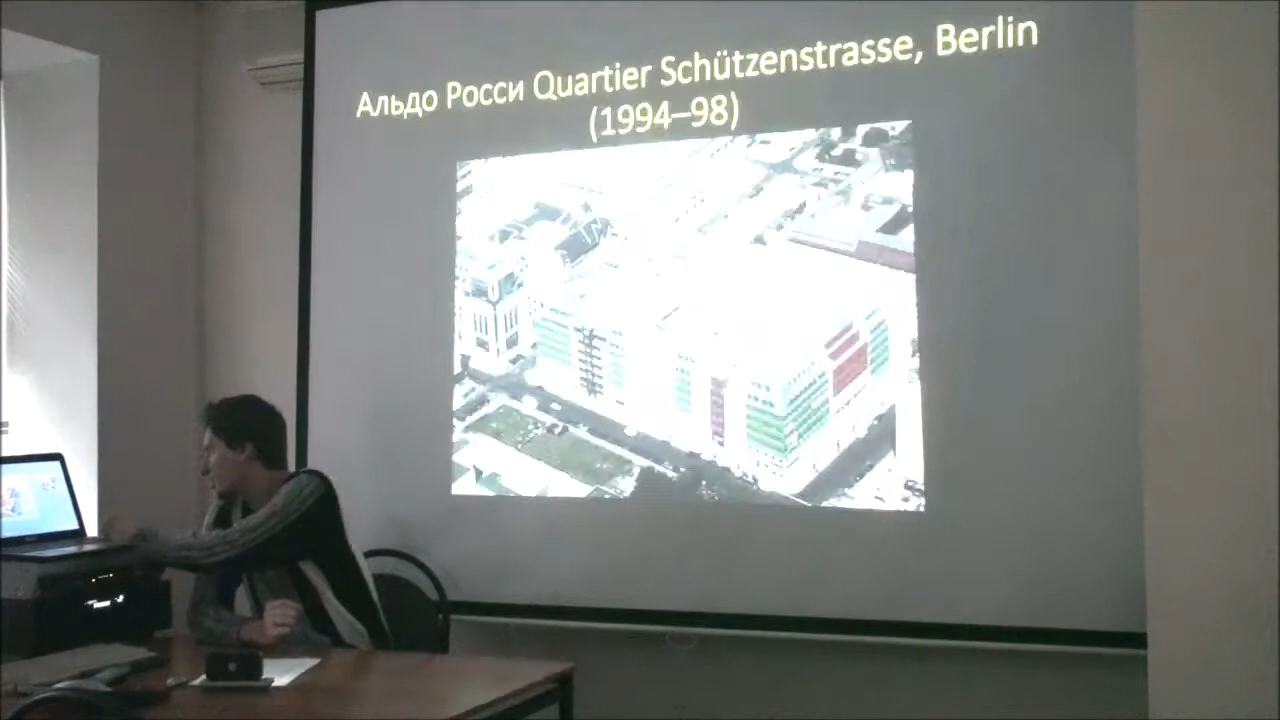 Альдо Росси Quartier Schützenstrasse, Berlin
(1994–98)